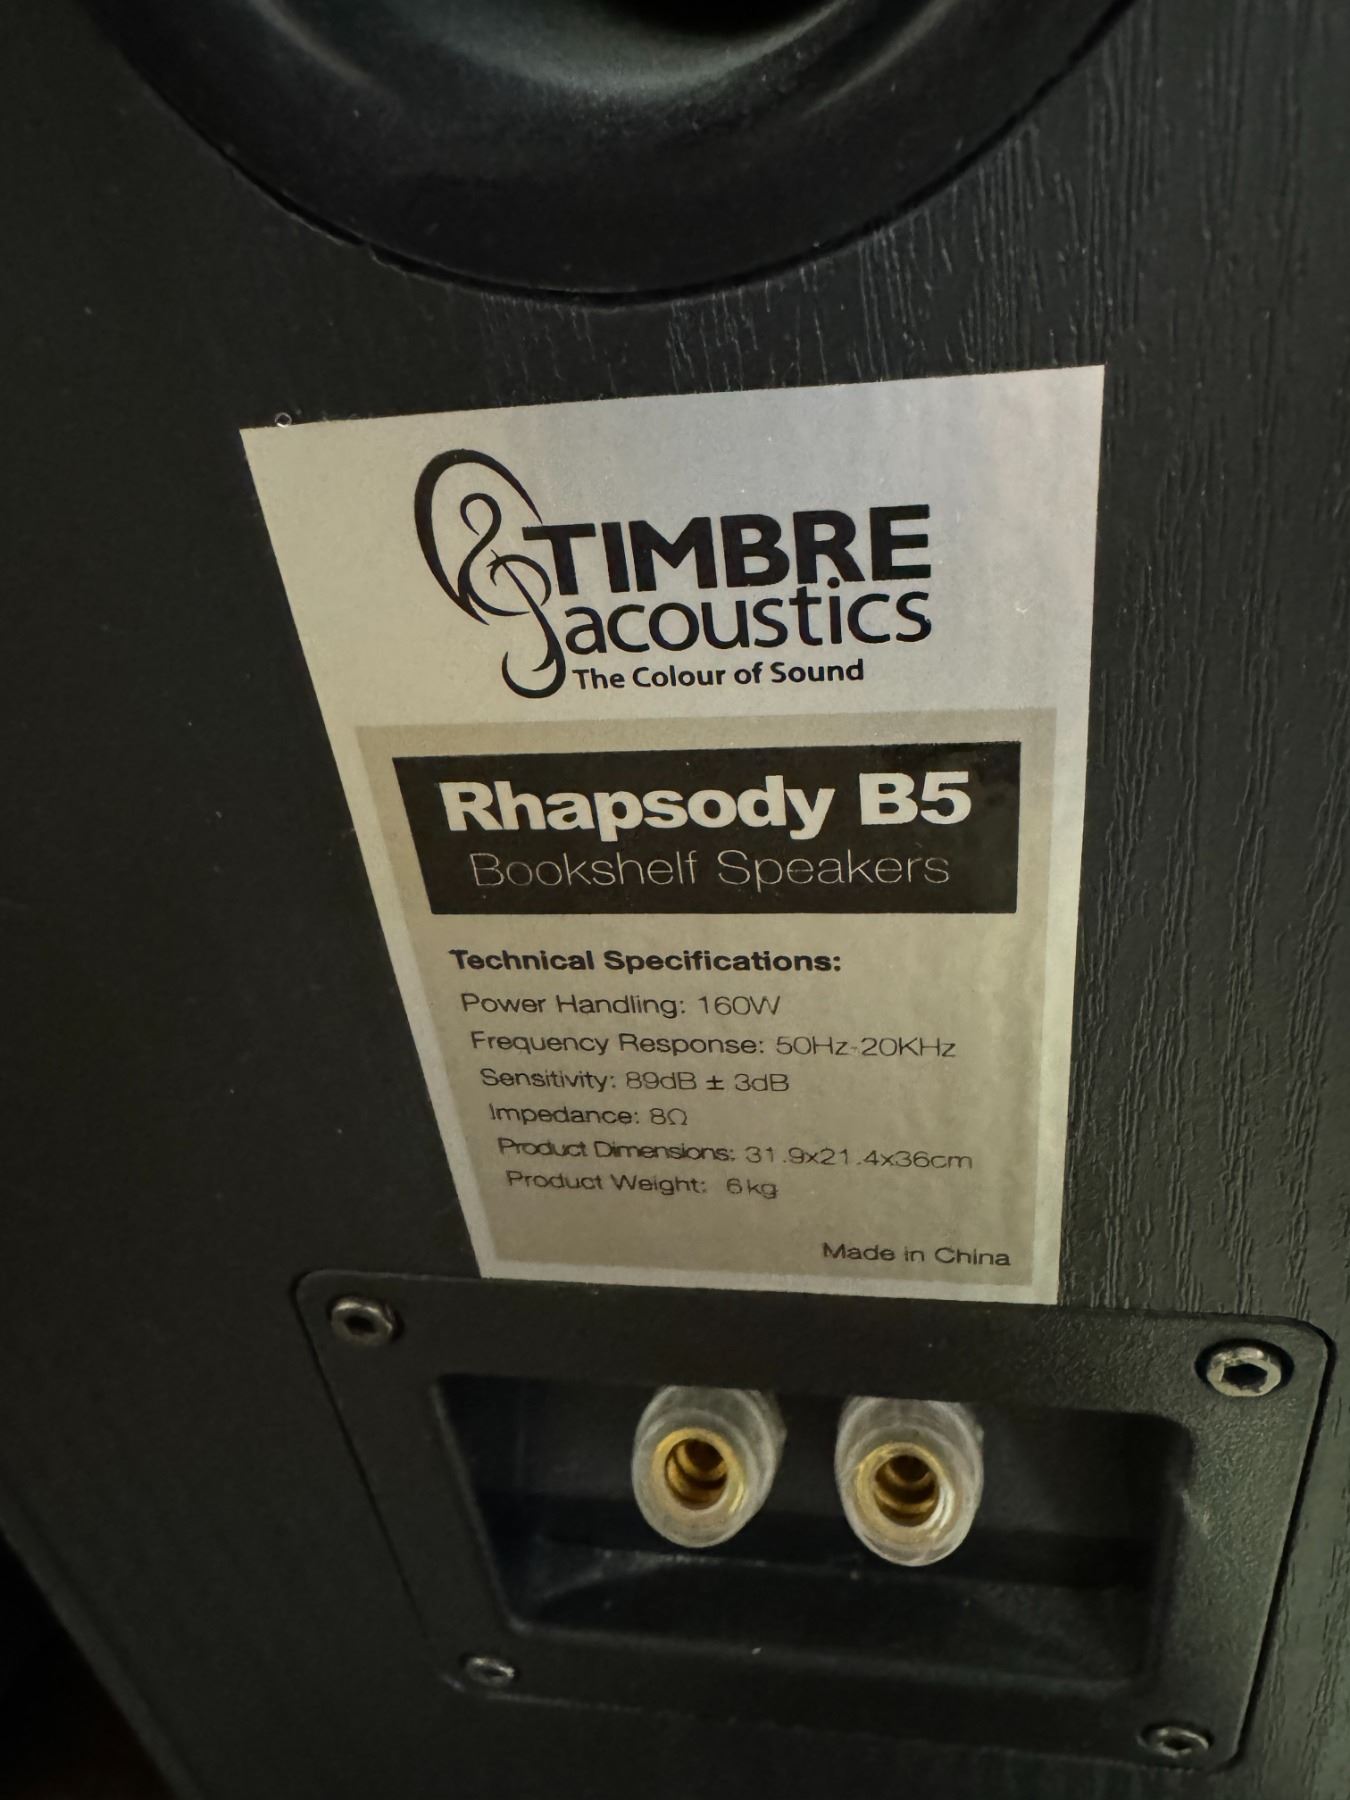 TIMBRE
acoustics
The Colour of Sound
Rhapsody B5
Bookshelf Speakers
Technical Specifications:
Power Handling: 160W
Frequency Response: 50Hz-20KHz
Sensitivity: 89dB ± 3dB
Impedance: 8Ω
Product Dimensions: 31.9x21.4x36cm
Product Weight: 6kg
Made in China